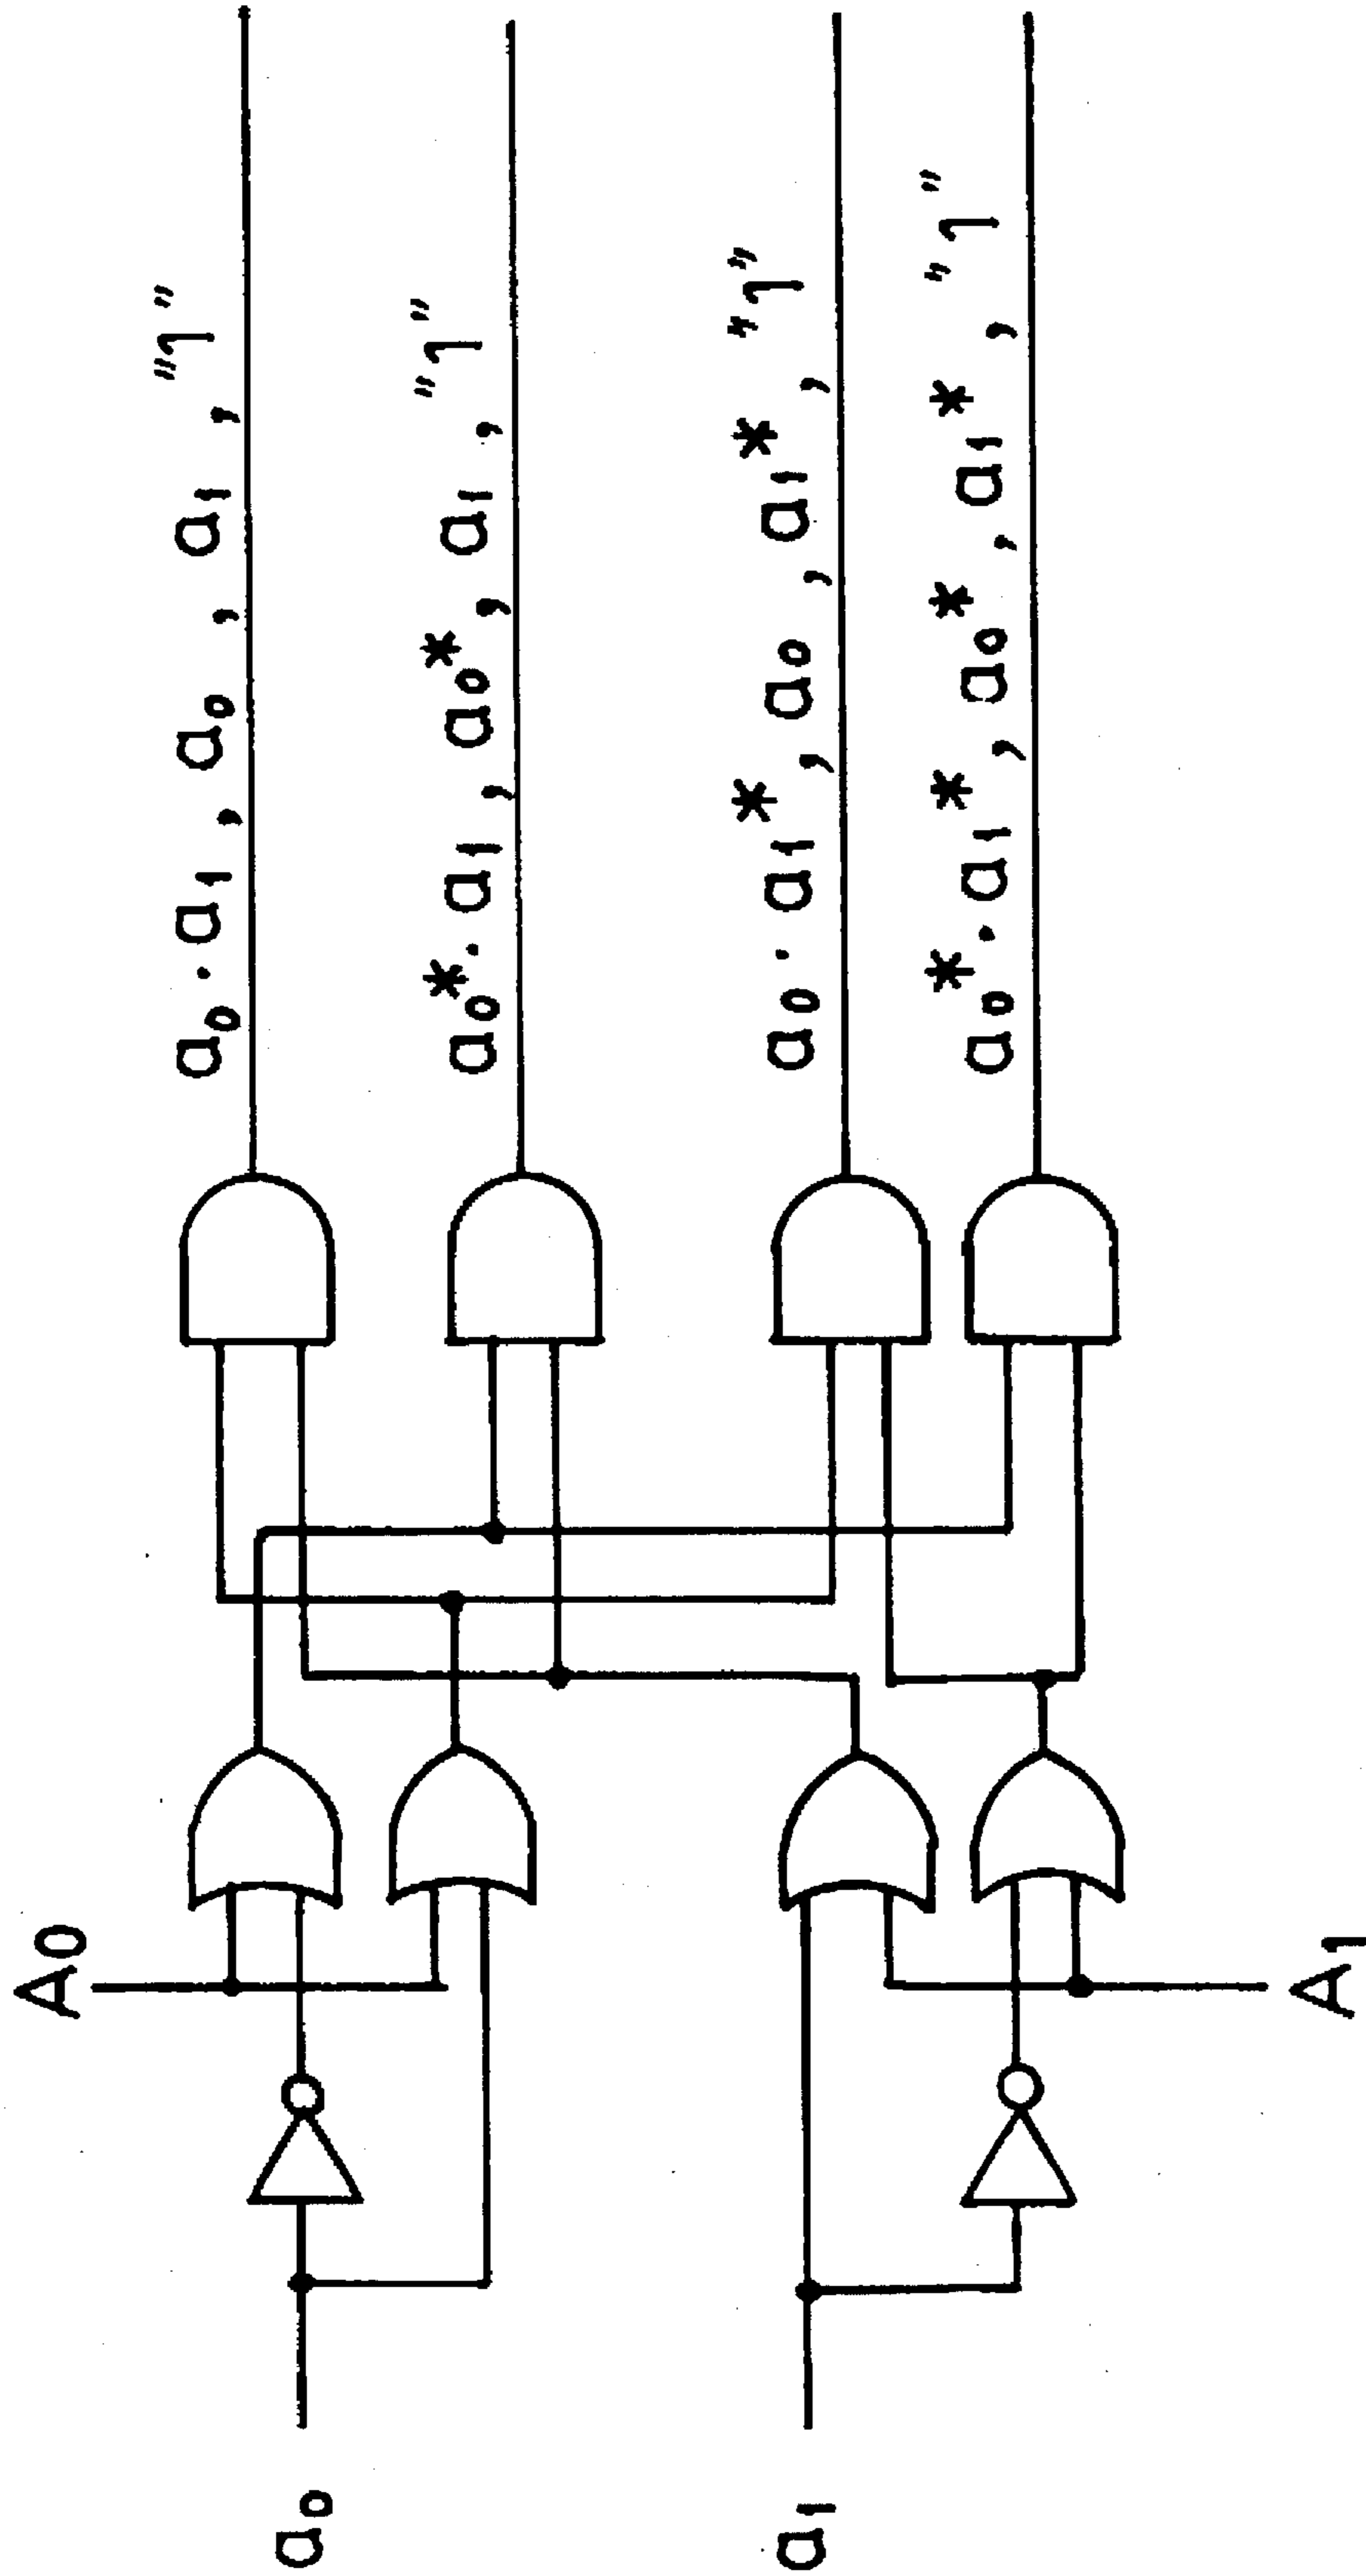 A0
a₀
a₁
A1
a₀ · a₁ , a₀ , a₁ , "1"
a₀* · a₁ , a₀* , a₁ , "1"
a₀ · a₁* , a₀ , a₁* , "1"
a₀* · a₁* , a₀* , a₁* , "1"